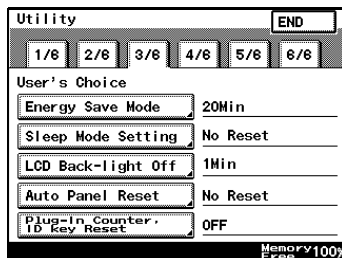 Utility END
1/6 2/6 3/6 4/6 5/6 6/6
User's Choice
Energy Save Mode 20Min
Sleep Mode Setting No Reset
LCD Back-light Off 1Min
Auto Panel Reset No Reset
Plug-In Counter,
ID key Reset OFF
Memory
Free 100%